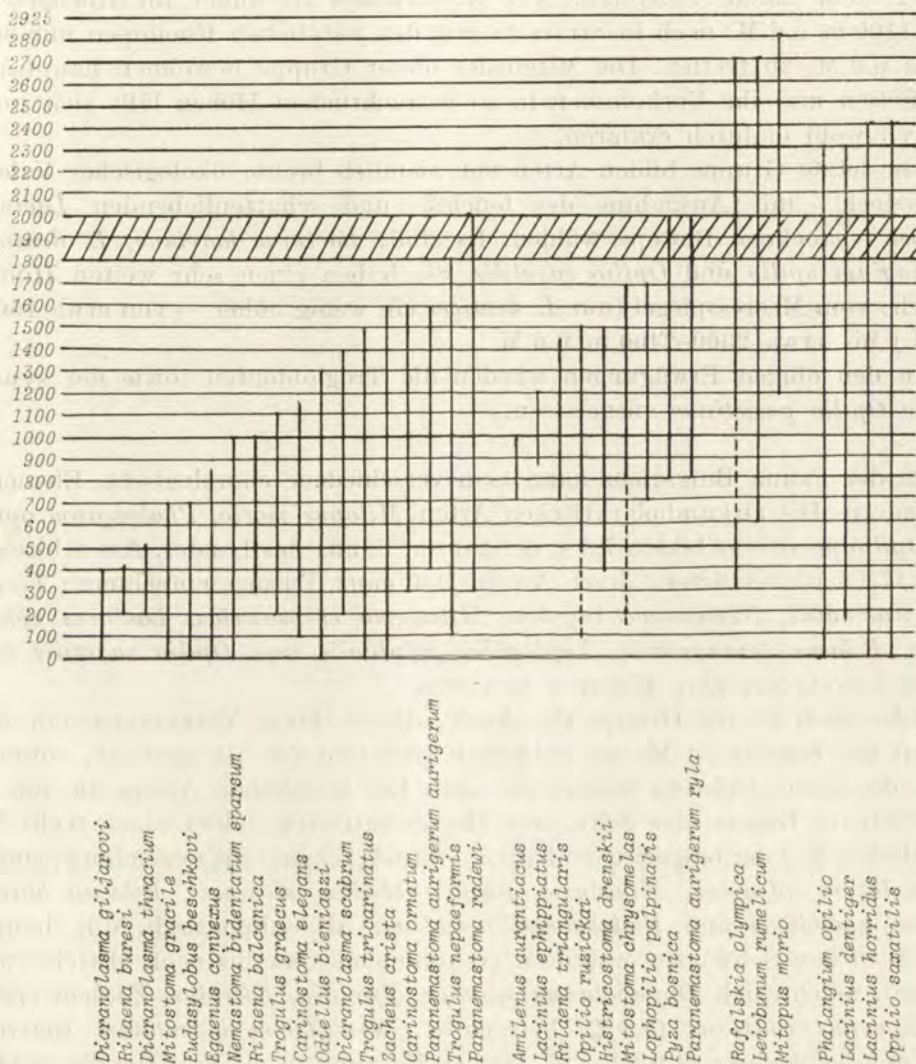 2925
2800
2700
2600
2500
2400
2300
2200
2100
2000
1900
1800
1700
1600
1500
1400
1300
1200
1100
1000
900
800
700
600
500
400
300
200
100
0
Dicranolasma giljarovi
Rilaena buresi
Dicranolasma thracium
Mitostoma gracile
Eudasylobus beschkovi
Egaenus convexus
Nemastoma bidentatum sparsum
Rilaena balcanica
Trogulus graecus
Carinostoma elegans
Odiellus bieniaszi
Dicranolasma scabrum
Trogulus tricarinatus
Zacheus crista
Carinostoma ornatum
Paranemastoma aurigerum aurigerum
Trogulus nepaeformis
Paranemastoma radewi
Amilenus aurantiacus
Lacinius ephippiatus
Rilaena triangularis
Opilio ruzickai
Histricostoma drenskii
Mitostoma chrysomelas
Lophopilio palpinalis
Pyza bosnica
Paranemastoma aurigerum ryla
Rafalskia olympica
Leiobunum rumelicum
Mitopus morio
Phalangium opilio
Lacinius dentiger
Lacinius horridus
Opilio saxatilis